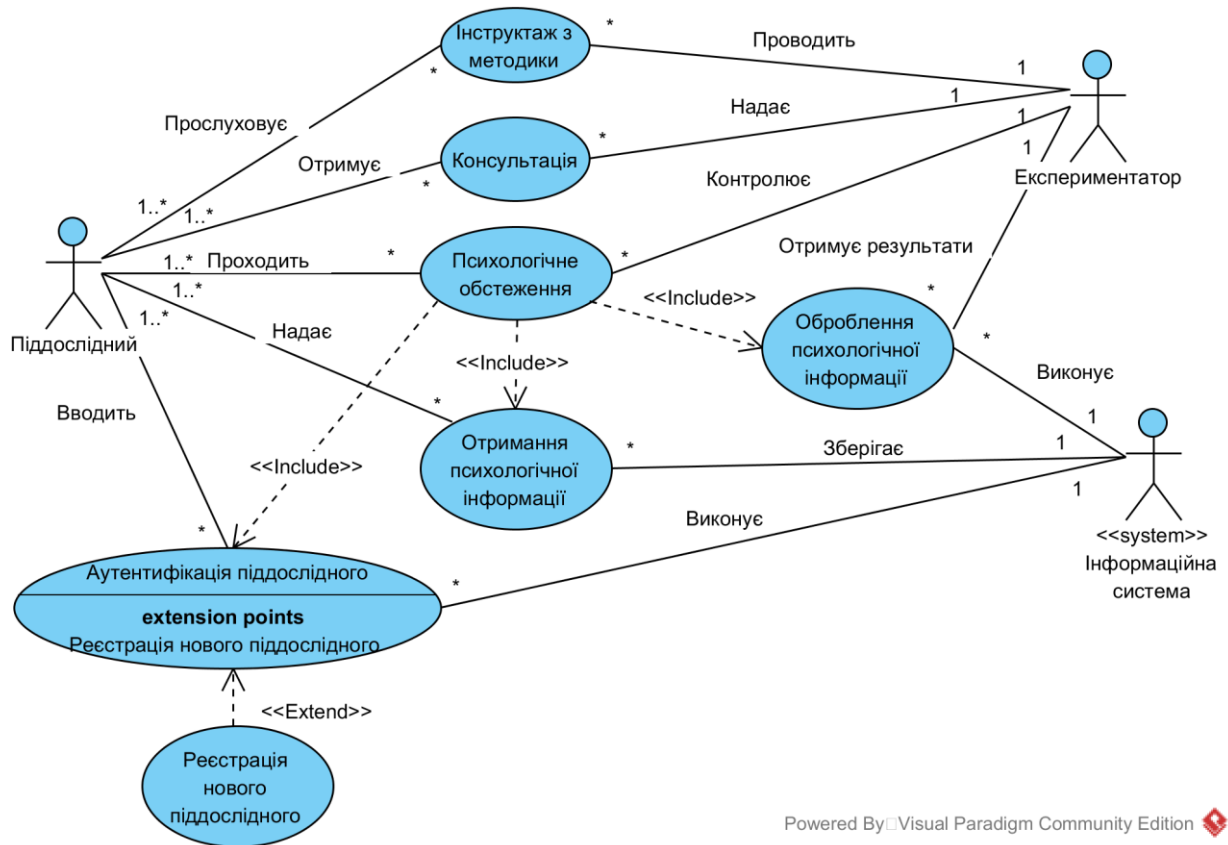 Інструктаж з
методики
*
*
Проводить
1
Прослуховує
Надає
1
*
Консультація
*
Отримує
1..*
1..*
Контролює
1
1
Експериментатор
Отримує результати
1..*
Проходить
*
Психологічне
обстеження
*
1..*
<<Include>>
*
Оброблення
психологічної
інформації
*
Піддослідний
1..*
Надає
<<Include>>
Виконує
1
Вводить
*
Отримання
психологічної
інформації
*
Зберігає
1
<<Include>>
1
Виконує
<<system>>
Інформаційна
система
*
Аутентифікація піддослідного
*
extension points
Реєстрація нового піддослідного
<<Extend>>
Реєстрація
нового
піддослідного
Powered By Visual Paradigm Community Edition